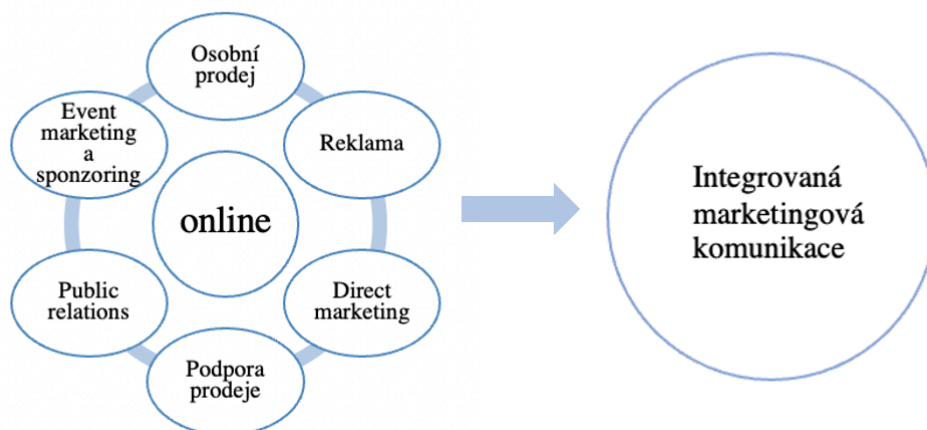 Osobní
prodej
Event
marketing
a
sponzoring
Reklama
online
Public
relations
Direct
marketing
Podpora
prodeje
Integrovaná
marketingová
komunikace